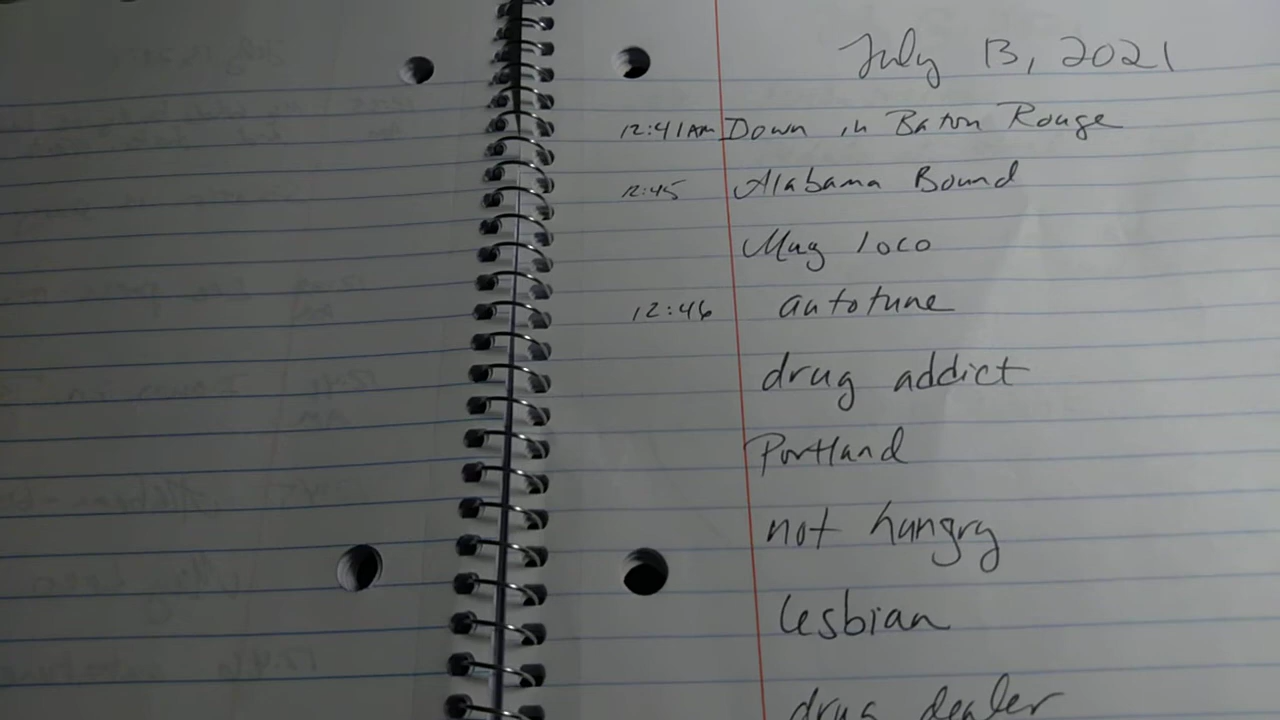 July 13, 2021
12:41AM Down in Baton Rouge
12:45 Alabama Bound
Mug loco
12:46 autotune
drug addict
Portland
not hungry
lesbian
drug dealer